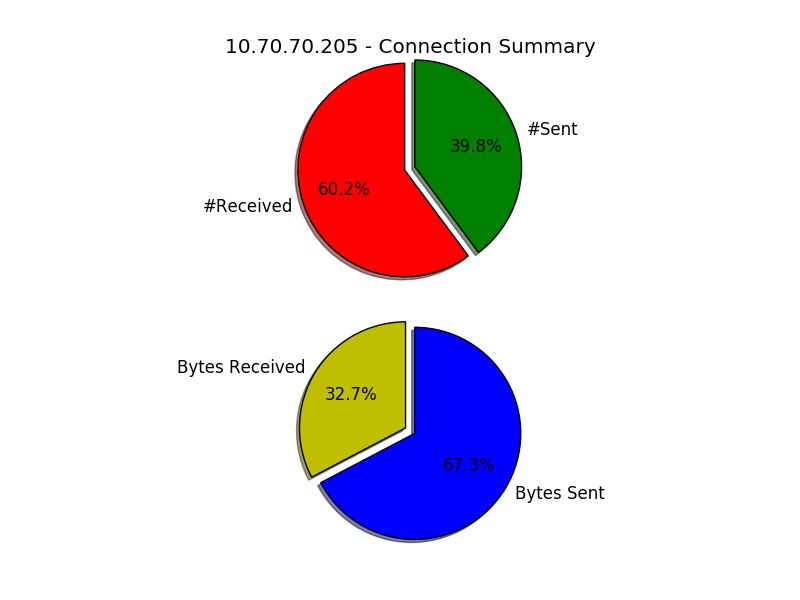 10.70.70.205 - Connection Summary
#Sent
39.8%
60.2%
#Received
Bytes Received
32.7%
67.3%
Bytes Sent